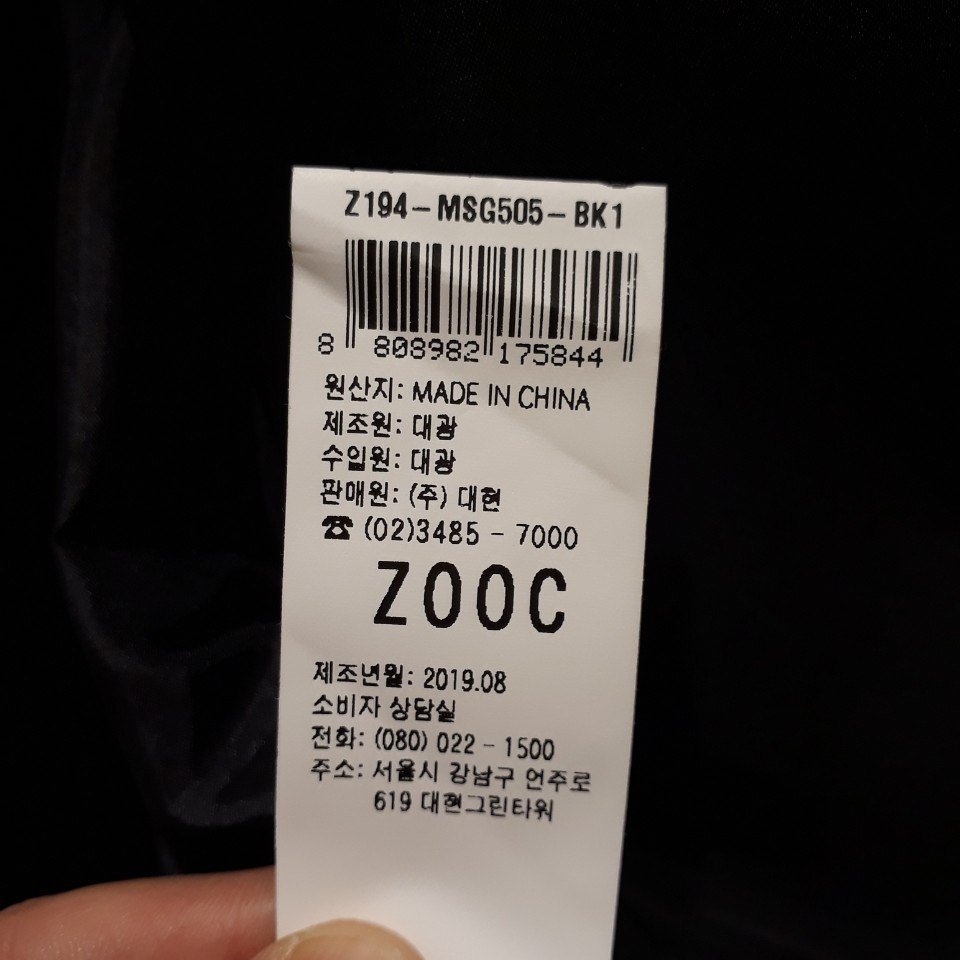 Z194-MSG505-BK1
8 808982 175844
원산지: MADE IN CHINA
제조원: 대광
수입원: 대광
판매원: (주) 대현
☎ (02)3485 - 7000
ZOOC
제조년월: 2019.08
소비자 상담실
전화: (080) 022 - 1500
주소: 서울시 강남구 언주로
619 대현그린타워